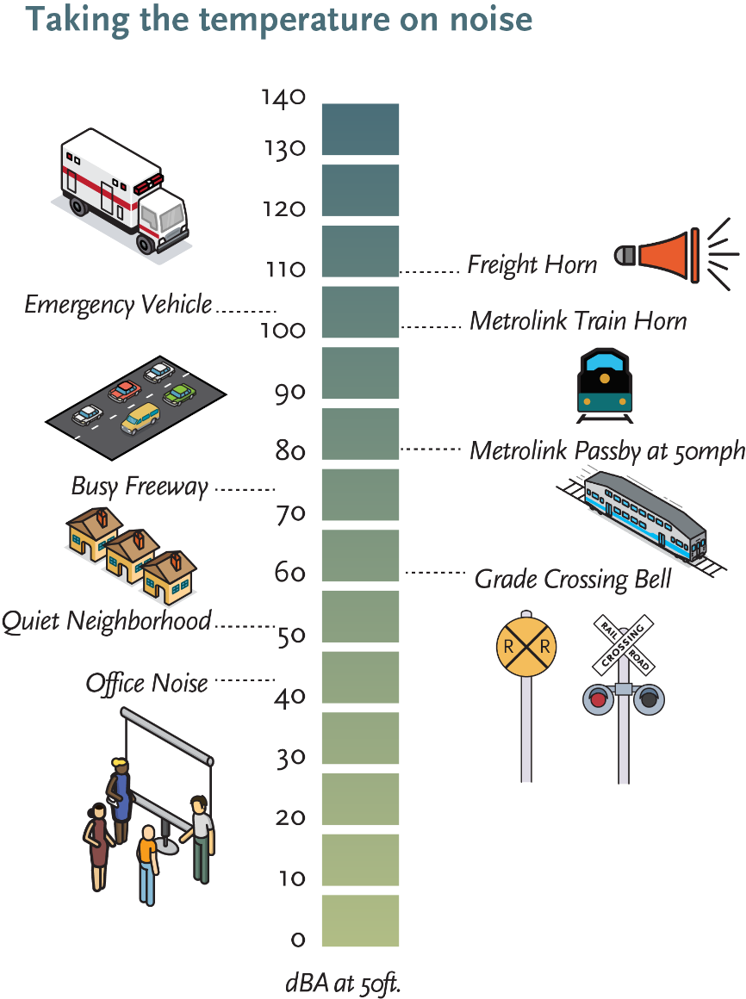 Taking the temperature on noise
140
130
120
110
Freight Horn
Emergency Vehicle
100
Metrolink Train Horn
90
80
Metrolink Passby at 50mph
Busy Freeway
70
60
Grade Crossing Bell
Quiet Neighborhood
50
R R
RAIL
CROSSING
ROAD
Office Noise
40
30
20
10
0
dBA at 50ft.